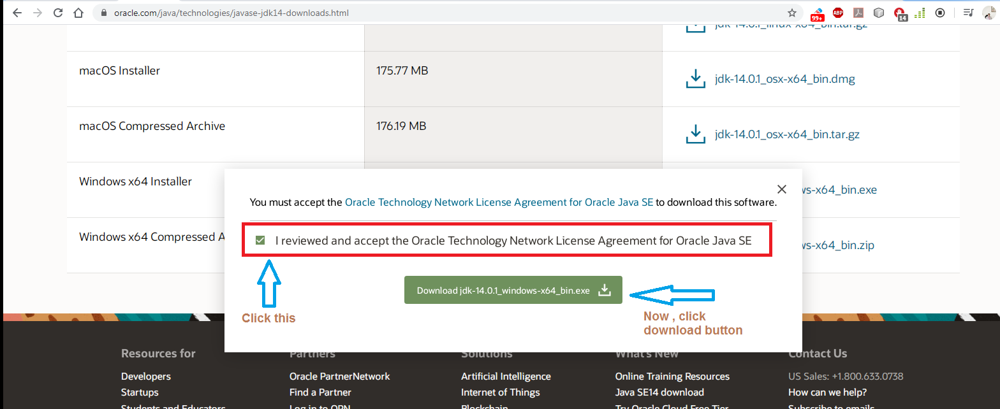 oracle.com/java/technologies/javase-jdk14-downloads.html
99+
ABP
14
jdk-14.0.1_linux-x64_bin.tar.gz
macOS Installer
175.77 MB
jdk-14.0.1_osx-x64_bin.dmg
macOS Compressed Archive
176.19 MB
jdk-14.0.1_osx-x64_bin.tar.gz
Windows x64 Installer
ws-x64_bin.exe
You must accept the Oracle Technology Network License Agreement for Oracle Java SE to download this software.
Windows x64 Compressed A
ws-x64_bin.zip
I reviewed and accept the Oracle Technology Network License Agreement for Oracle Java SE
Download jdk-14.0.1_windows-x64_bin.exe
Click this
Now , click
download button
Resources for
Partners
Solutions
What's New
Contact Us
Developers
Oracle PartnerNetwork
Artificial Intelligence
Online Training Resources
US Sales: +1.800.633.0738
Startups
Find a Partner
Internet of Things
Java SE14 download
How can we help?
Students and Educators
Log in to OPN
Blockchain
Try Oracle Cloud Free Tier
Subscribe to emails